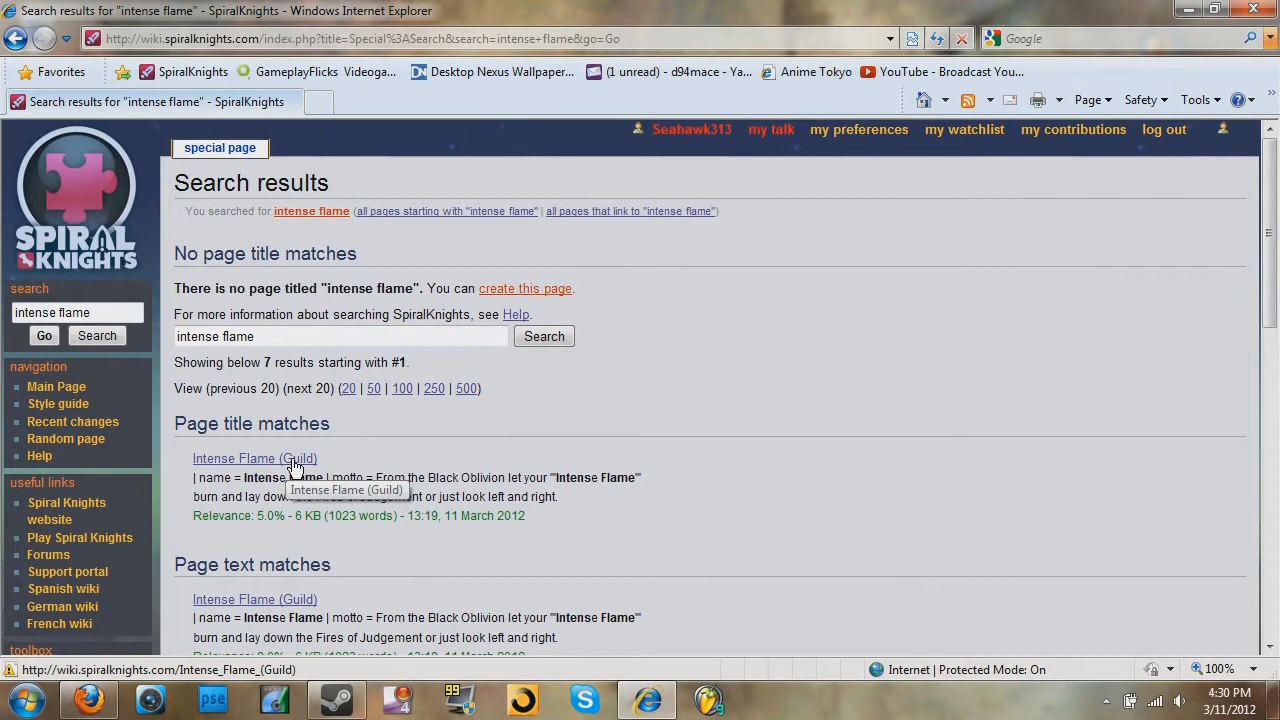 Search results for "intense flame" - SpiralKnights - Windows Internet Explorer
http://wiki.spiralknights.com/index.php?title=Special%3ASearch&search=intense+flame&go=Go
Google
Favorites
SpiralKnights
GameplayFlicks Videoga...
Desktop Nexus Wallpaper...
(1 unread) - d94mace - Ya...
Anime Tokyo
YouTube - Broadcast You...
Search results for "intense flame" - SpiralKnights
Page
Safety
Tools
Seahawk313 my talk my preferences my watchlist my contributions log out
special page
SPIRAL
KNIGHTS
Search results
You searched for intense flame (all pages starting with "intense flame" | all pages that link to "intense flame")
No page title matches
There is no page titled "intense flame". You can create this page.
For more information about searching SpiralKnights, see Help.
intense flame Search
Showing below 7 results starting with #1.
View (previous 20) (next 20) (20 | 50 | 100 | 250 | 500)
Page title matches
Intense Flame (Guild)
| name = Intense Flame | motto = From the Black Oblivion let your "'Intense Flame'"
Intense Flame (Guild)
burn and lay down the Fires of Judgement or just look left and right.
Relevance: 5.0% - 6 KB (1023 words) - 13:19, 11 March 2012
Page text matches
Intense Flame (Guild)
| name = Intense Flame | motto = From the Black Oblivion let your "'Intense Flame'"
burn and lay down the Fires of Judgement or just look left and right.
search
intense flame
Go Search
navigation
Main Page
Style guide
Recent changes
Random page
Help
useful links
Spiral Knights
website
Play Spiral Knights
Forums
Support portal
Spanish wiki
German wiki
French wiki
toolbox
http://wiki.spiralknights.com/Intense_Flame_(Guild)
Internet | Protected Mode: On
100%
pse
4
99
4:30 PM
3/11/2012